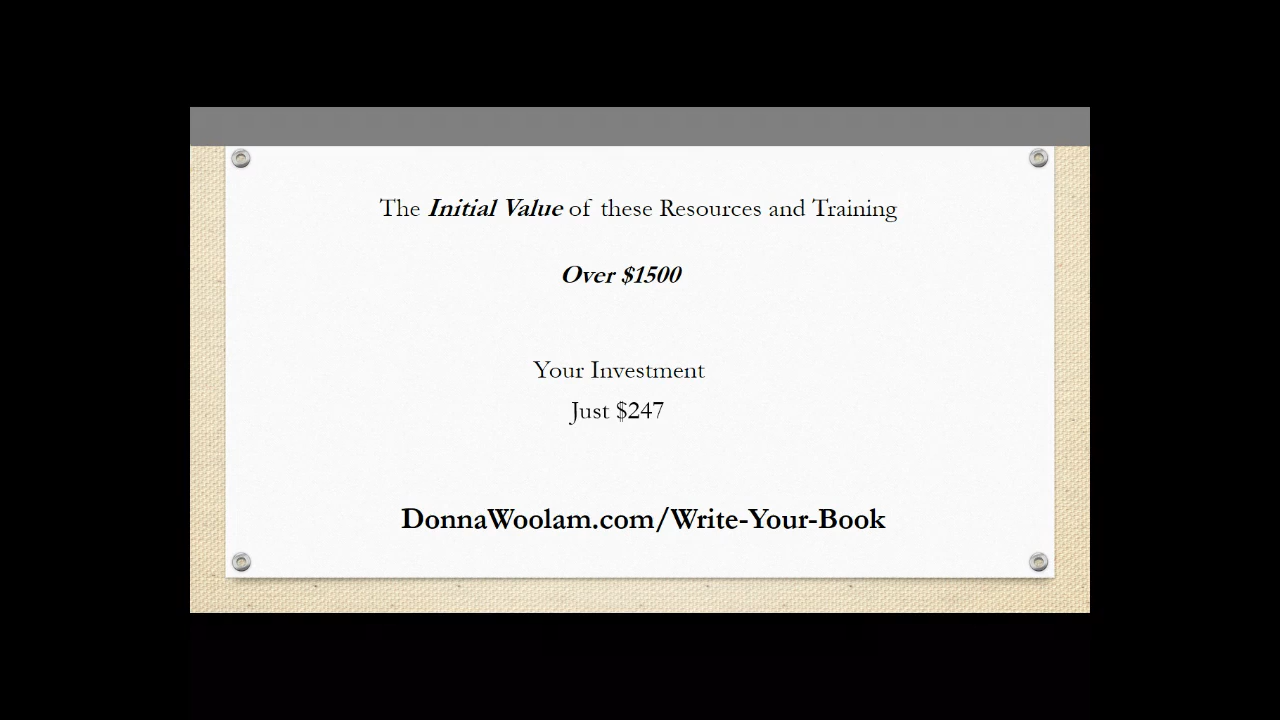 The Initial Value of these Resources and Training
Over $1500
Your Investment
Just $247
DonnaWoolam.com/Write-Your-Book